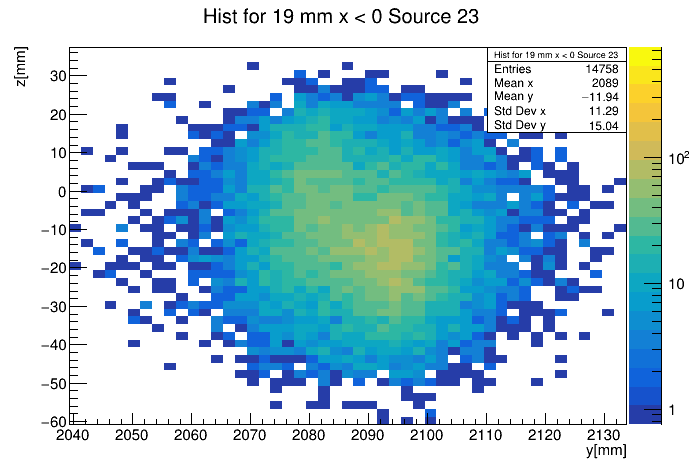 Hist for 19 mm x < 0 Source 23
z[mm]
Hist for 19 mm x < 0 Source 23
Entries 14758
Mean x 2089
Mean y −11.94
Std Dev x 11.29
Std Dev y 15.04
30
20
10
0
−10
−20
−30
−40
−50
−60
10²
10
1
2040 2050 2060 2070 2080 2090 2100 2110 2120 2130
y[mm]